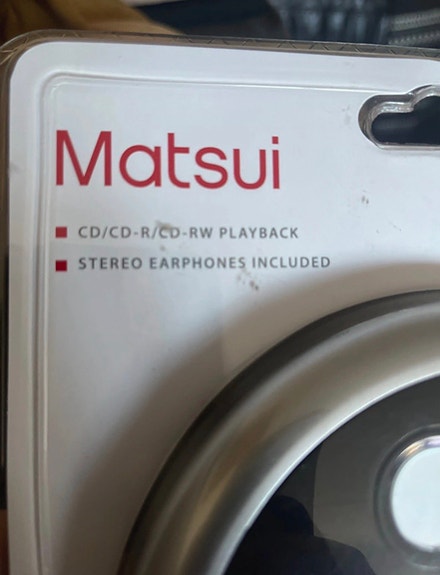 Matsui
CD/CD-R/CD-RW PLAYBACK
STEREO EARPHONES INCLUDED